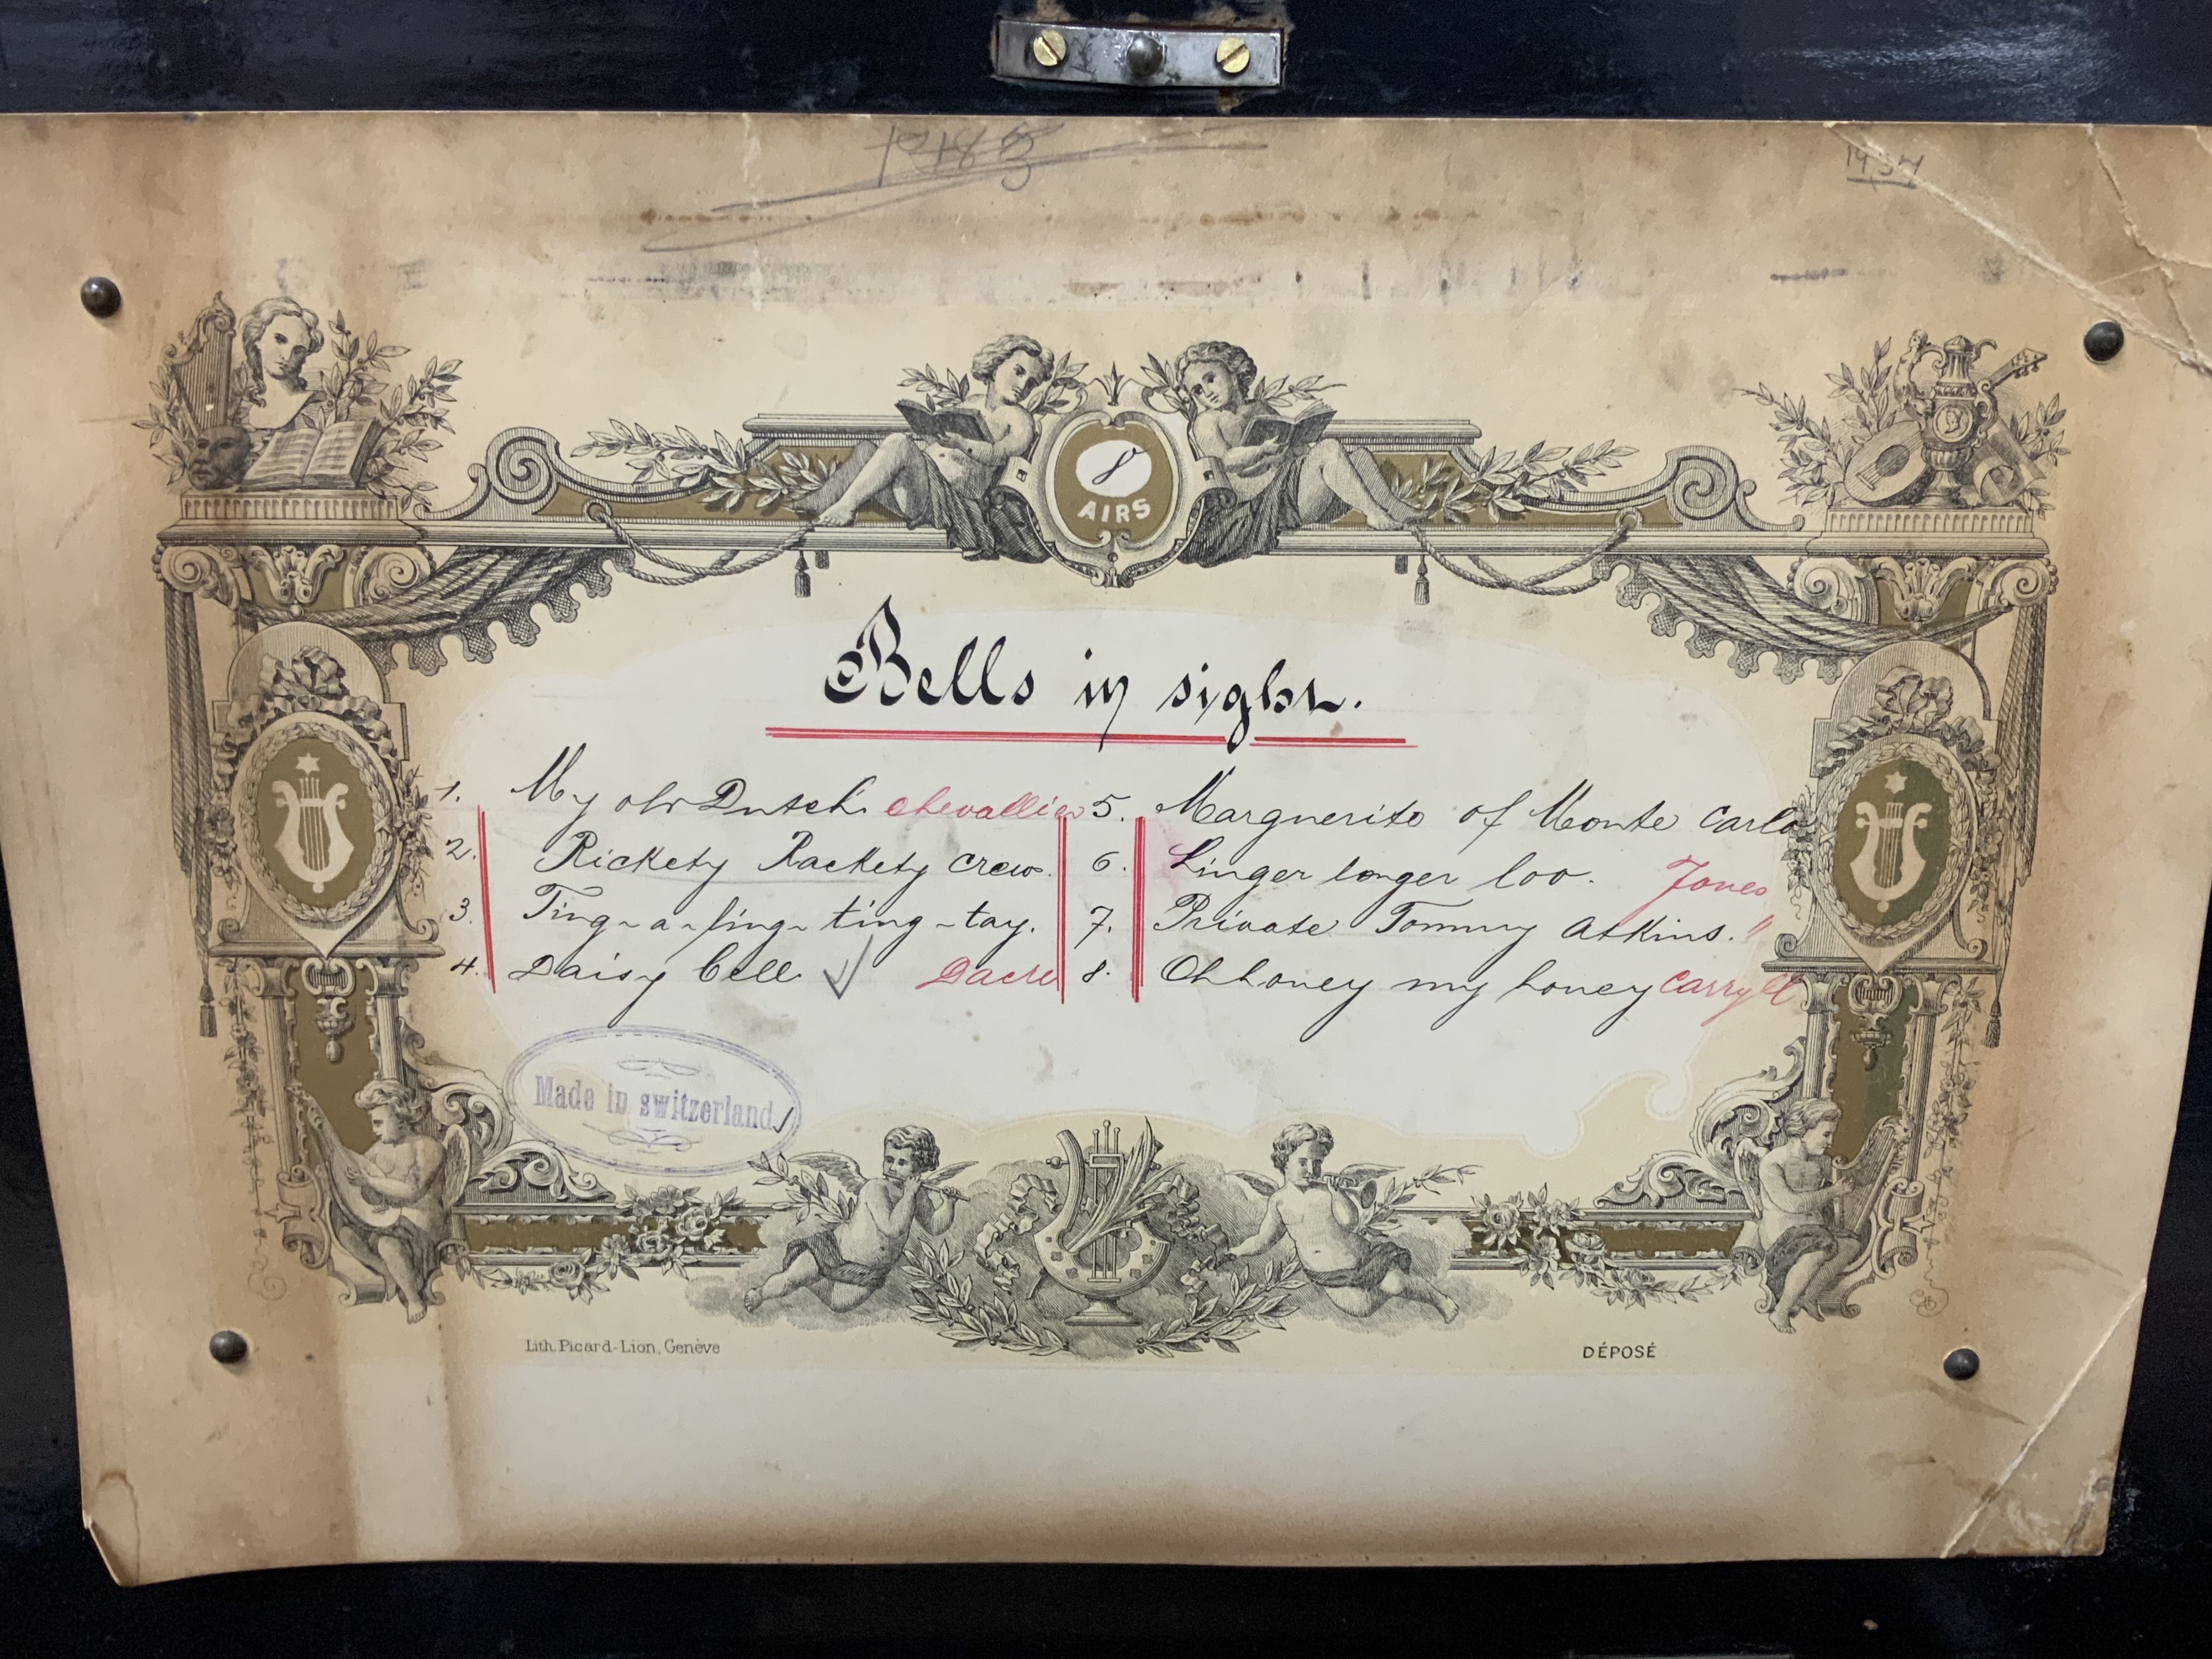 1937
8
AIRS
Bells in sight.
1. My old Dutch chevallier
2. Rickety Rackety crew.
3. Ting-a-ling-ting-tay.
4. Daisy bell Dacre
5. Marguerite of Monte Carlo
6. Linger longer loo. Jones
7. Private Tommy Atkins. "
8. Oh honey my honey Carryll
Made in switzerland
Lith. Picard-Lion, Genève
DÉPOSÉ